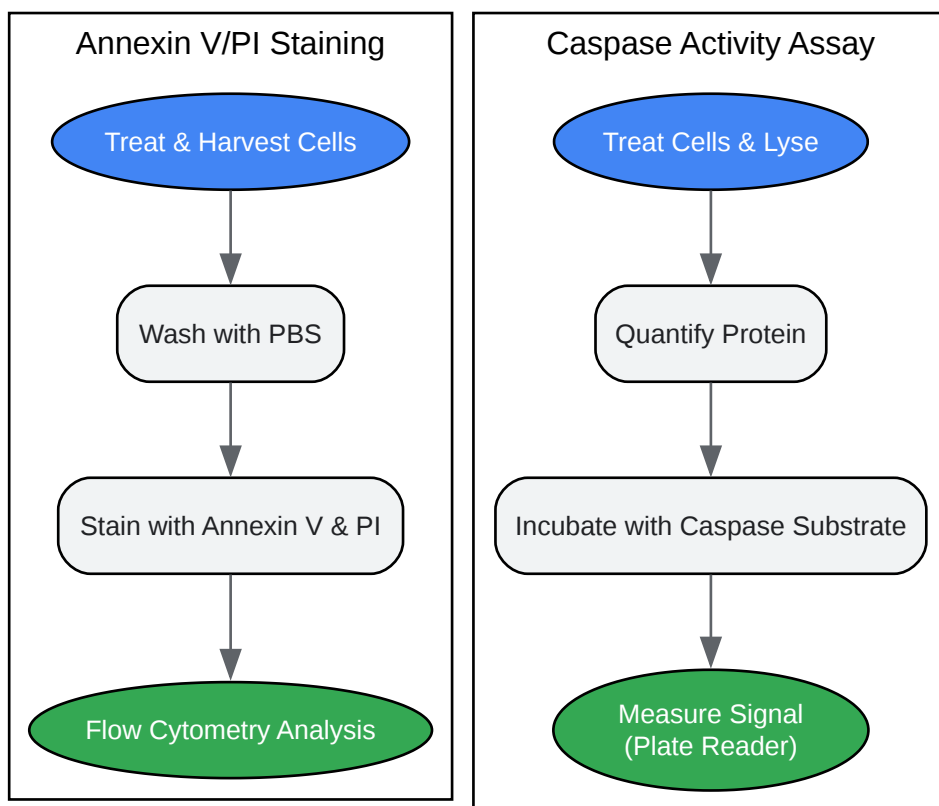 Annexin V/PI Staining
Treat & Harvest Cells
Wash with PBS
Stain with Annexin V & PI
Flow Cytometry Analysis
Caspase Activity Assay
Treat Cells & Lyse
Quantify Protein
Incubate with Caspase Substrate
Measure Signal
(Plate Reader)